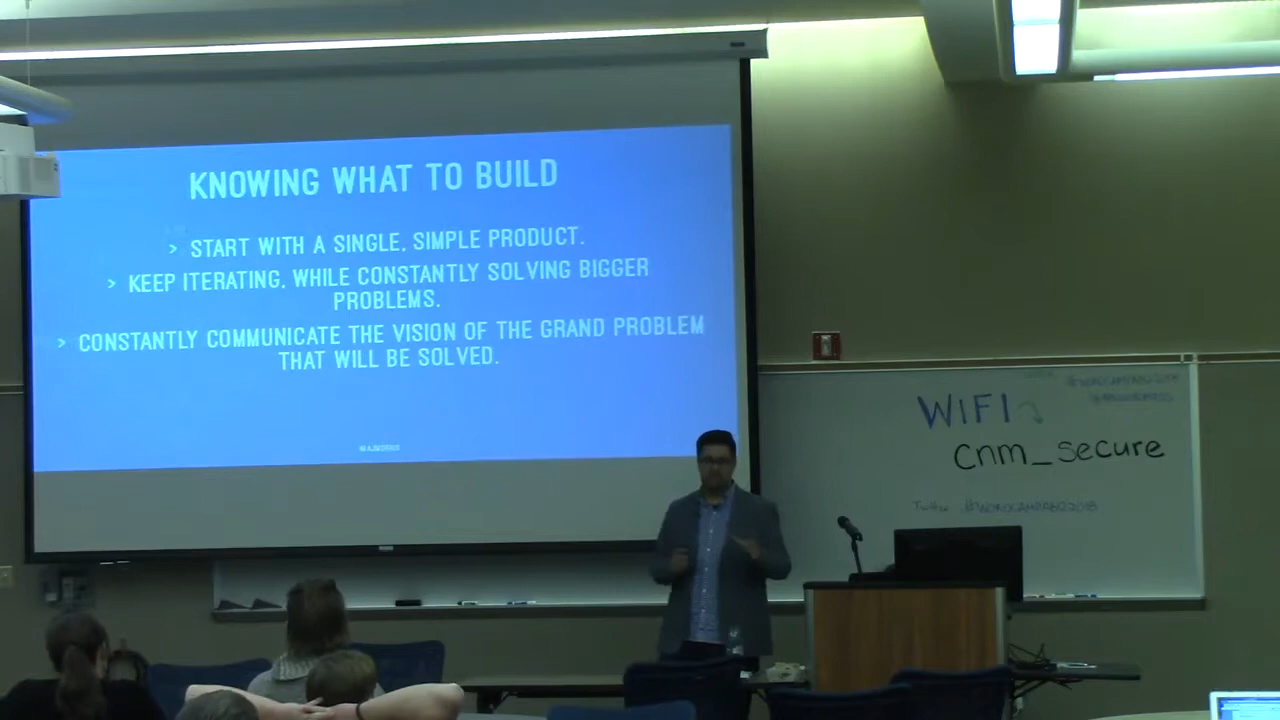 KNOWING WHAT TO BUILD
> START WITH A SINGLE, SIMPLE PRODUCT.
> KEEP ITERATING, WHILE CONSTANTLY SOLVING BIGGER
PROBLEMS.
> CONSTANTLY COMMUNICATE THE VISION OF THE GRAND PROBLEM
THAT WILL BE SOLVED.
WIFI
cnm_secure
Twitter